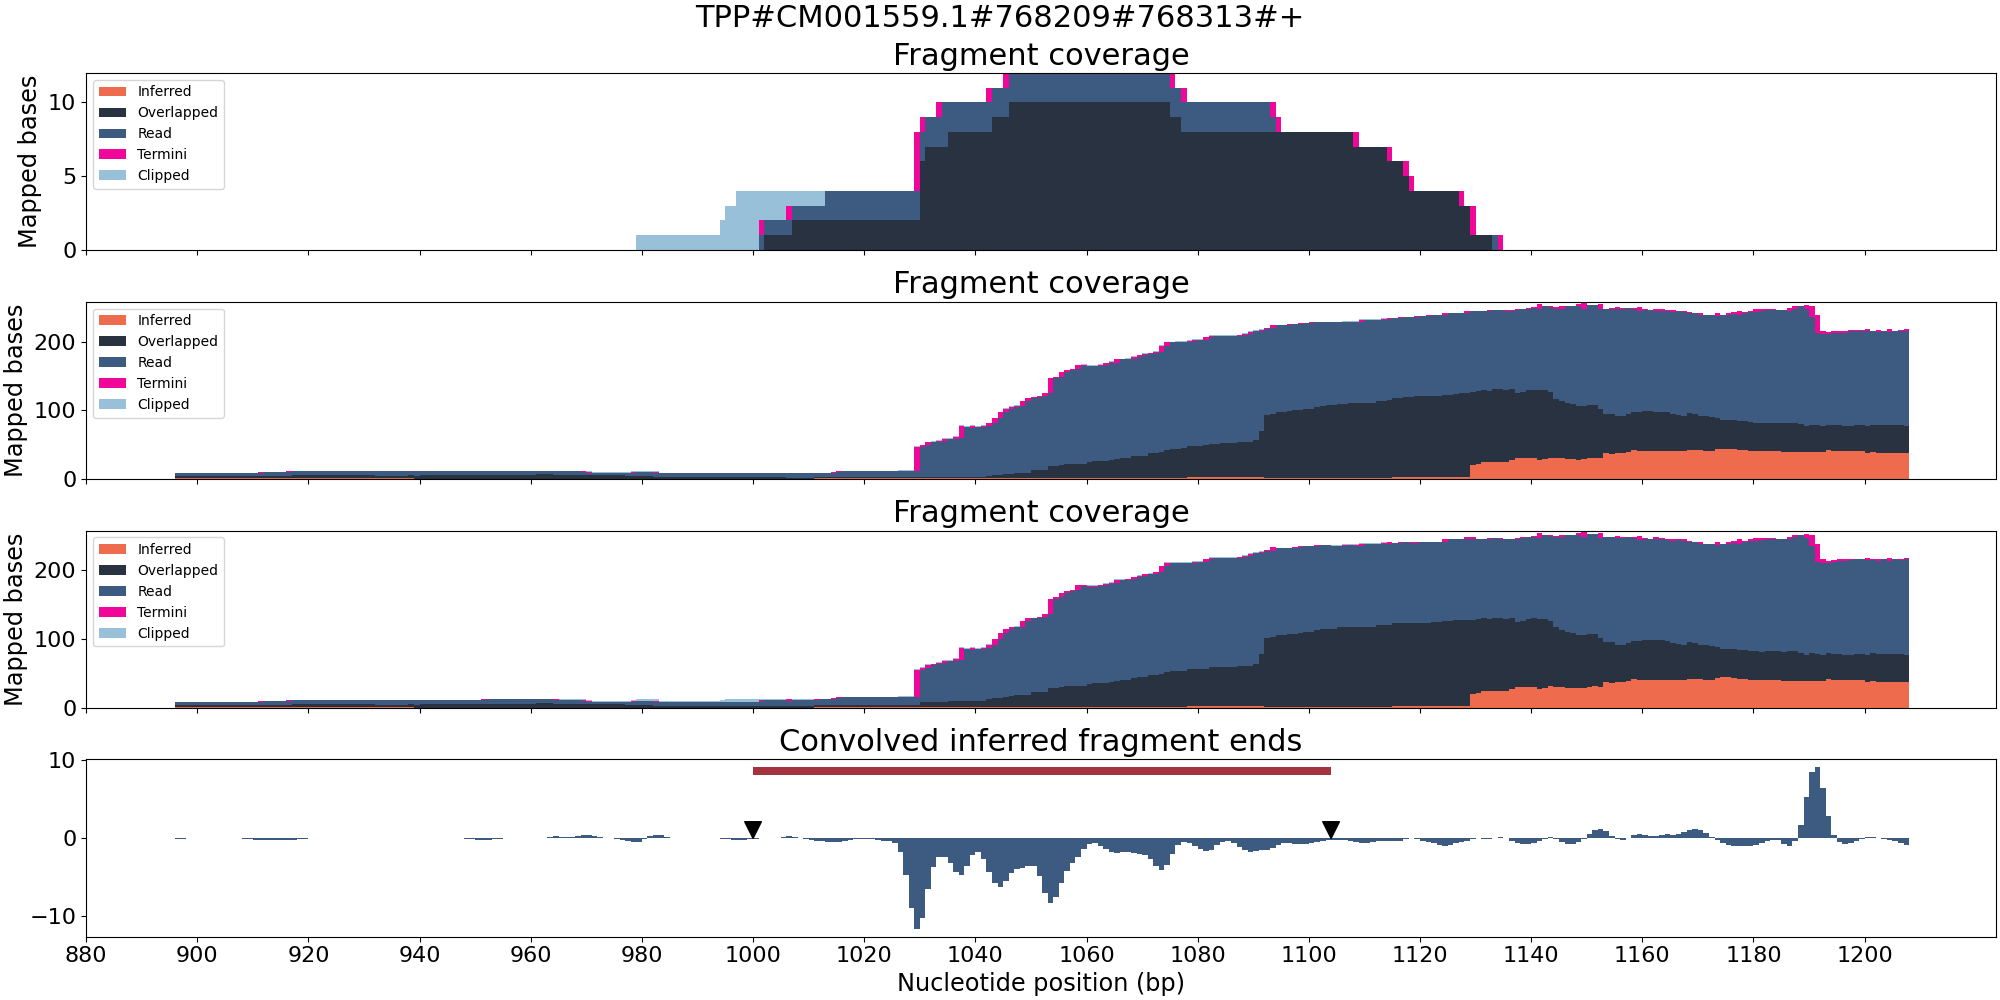 TPP#CM001559.1#768209#768313#+
Fragment coverage
Mapped bases
10
5
0
Inferred
Overlapped
Read
Termini
Clipped
Fragment coverage
Mapped bases
200
100
0
Inferred
Overlapped
Read
Termini
Clipped
Fragment coverage
Mapped bases
200
100
0
Inferred
Overlapped
Read
Termini
Clipped
Convolved inferred fragment ends
10
0
−10
880 900 920 940 960 980 1000 1020 1040 1060 1080 1100 1120 1140 1160 1180 1200
Nucleotide position (bp)